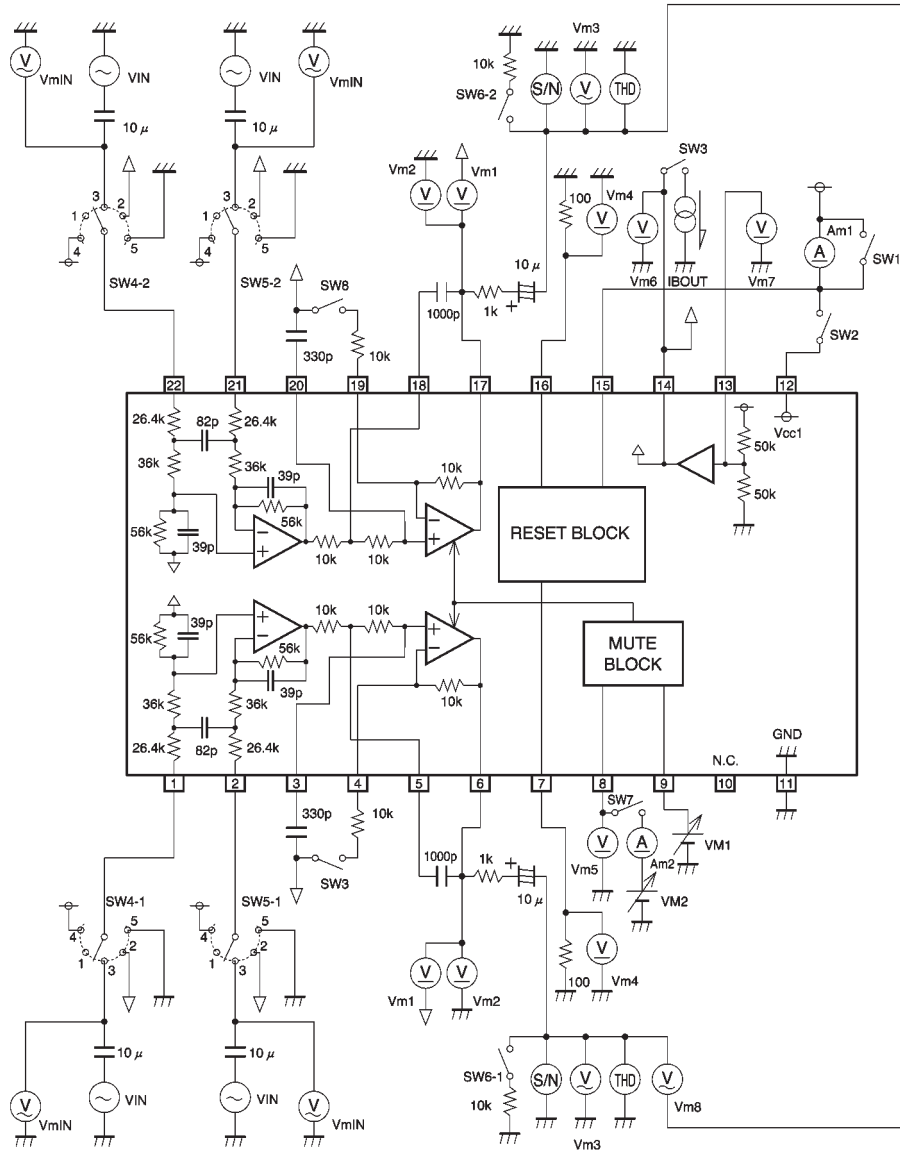 Vm3
10k
SW6-2
S/N
V
THD
V
VmIN
VIN
VIN
V
VmIN
10 μ
10 μ
SW3
Vm2
V
Vm1
V
100
Vm4
V
3
2
1
4
5
3
2
1
4
5
SW4-2
SW5-2
SW8
V
Vm6
IBOUT
V
Vm7
Am1
A
SW1
10 μ
1000p
1k
+
330p
10k
SW2
22
21
20
19
18
17
16
15
14
13
12
Vcc1
26.4k
82p
26.4k
36k
36k
39p
56k
10k
50k
50k
56k
39p
10k
10k
RESET BLOCK
56k
39p
10k
10k
56k
39p
10k
MUTE
BLOCK
36k
36k
26.4k
82p
26.4k
GND
N.C.
1
2
3
4
5
6
7
8
9
10
11
330p
10k
SW3
1000p
1k
+
10 μ
SW7
V
Vm5
A
Am2
VM1
VM2
SW4-1
SW5-1
4
5
1
2
3
4
5
1
2
3
V
Vm1
V
Vm2
100
V
Vm4
10 μ
10 μ
V
VmIN
VIN
VIN
V
VmIN
SW6-1
10k
S/N
V
THD
V
Vm8
Vm3